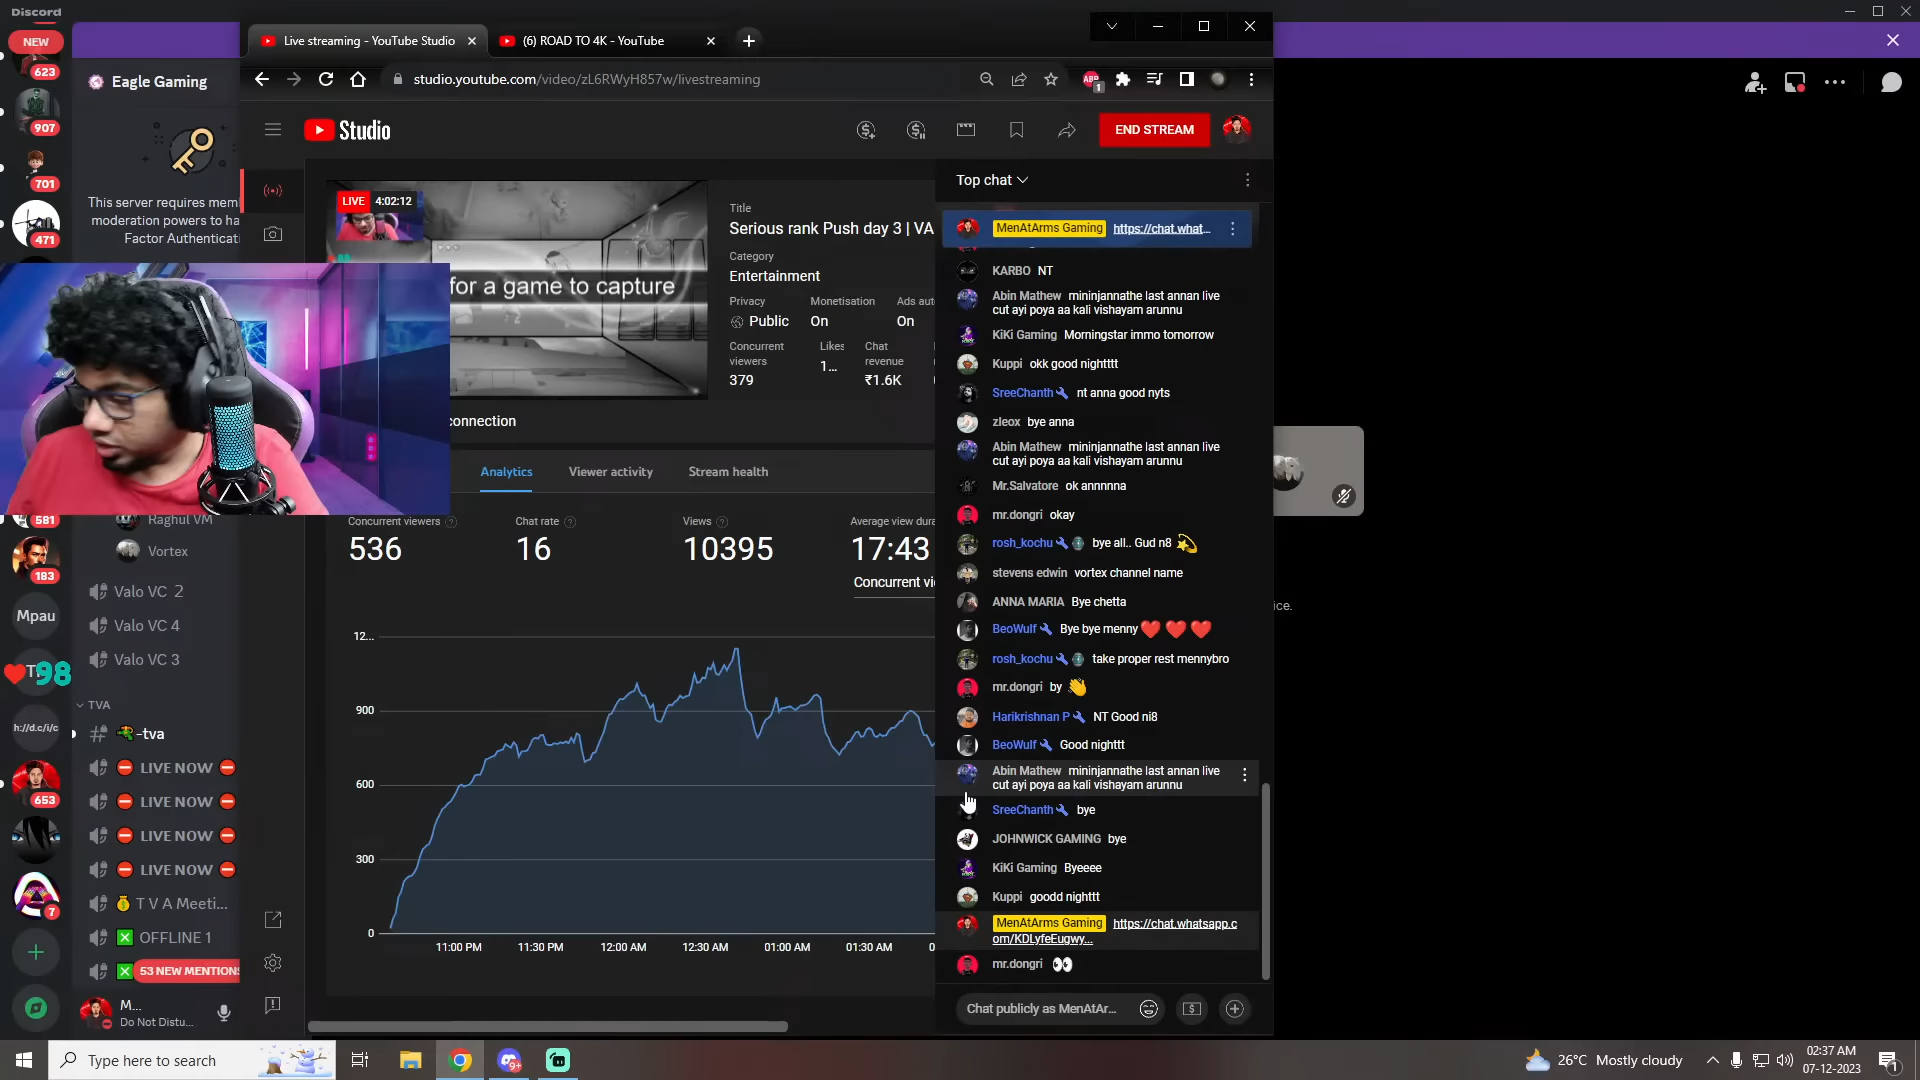 Discord
NEW
623
907
701
471
581
183
Mpau
98
h://d.c/i/c
653
7
Eagle Gaming
This server requires mem
moderation powers to ha
Factor Authenticati
Raghul VM
Vortex
Valo VC 2
Valo VC 4
Valo VC 3
TVA
-tva
LIVE NOW
LIVE NOW
LIVE NOW
LIVE NOW
T V A Meeti...
OFFLINE 1
53 NEW MENTIONS
M...
Do Not Distu...
Live streaming - YouTube Studio
(6) ROAD TO 4K - YouTube
studio.youtube.com/video/zL6RWyH857w/livestreaming
ABP
1
Studio
END STREAM
LIVE 4:02:12
for a game to capture
Title
Serious rank Push day 3 | VA
Category
Entertainment
Privacy Monetisation Ads aut
Public On On
Concurrent viewers Likes Chat revenue
379 1... ₹1.6K
connection
Analytics Viewer activity Stream health
Concurrent viewers Chat rate Views Average view dura
536 16 10395 17:43
Concurrent vi
12...
900
600
300
0
11:00 PM 11:30 PM 12:00 AM 12:30 AM 01:00 AM 01:30 AM 0
Top chat
MenAtArms Gaming https://chat.what...
KARBO NT
Abin Mathew mininjannathe last annan live
cut ayi poya aa kali vishayam arunnu
KiKi Gaming Morningstar immo tomorrow
Kuppi okk good nightttt
SreeChanth nt anna good nyts
zleox bye anna
Abin Mathew mininjannathe last annan live
cut ayi poya aa kali vishayam arunnu
Mr.Salvatore ok annnnna
mr.dongri okay
rosh_kochu bye all.. Gud n8 💫
stevens edwin vortex channel name
ANNA MARIA Bye chetta
BeoWulf Bye bye menny❤️❤️❤️
rosh_kochu take proper rest mennybro
mr.dongri by 👋
Harikrishnan P NT Good ni8
BeoWulf Good nighttt
Abin Mathew mininjannathe last annan live
cut ayi poya aa kali vishayam arunnu
SreeChanth bye
JOHNWICK GAMING bye
KiKi Gaming Byeeee
Kuppi goodd nighttt
MenAtArms Gaming https://chat.whatsapp.c
om/KDLyfeEugwy...
mr.dongri 👀
Chat publicly as MenAtAr...
ice.
Type here to search
9+
26°C Mostly cloudy
02:37 AM
07-12-2023
1